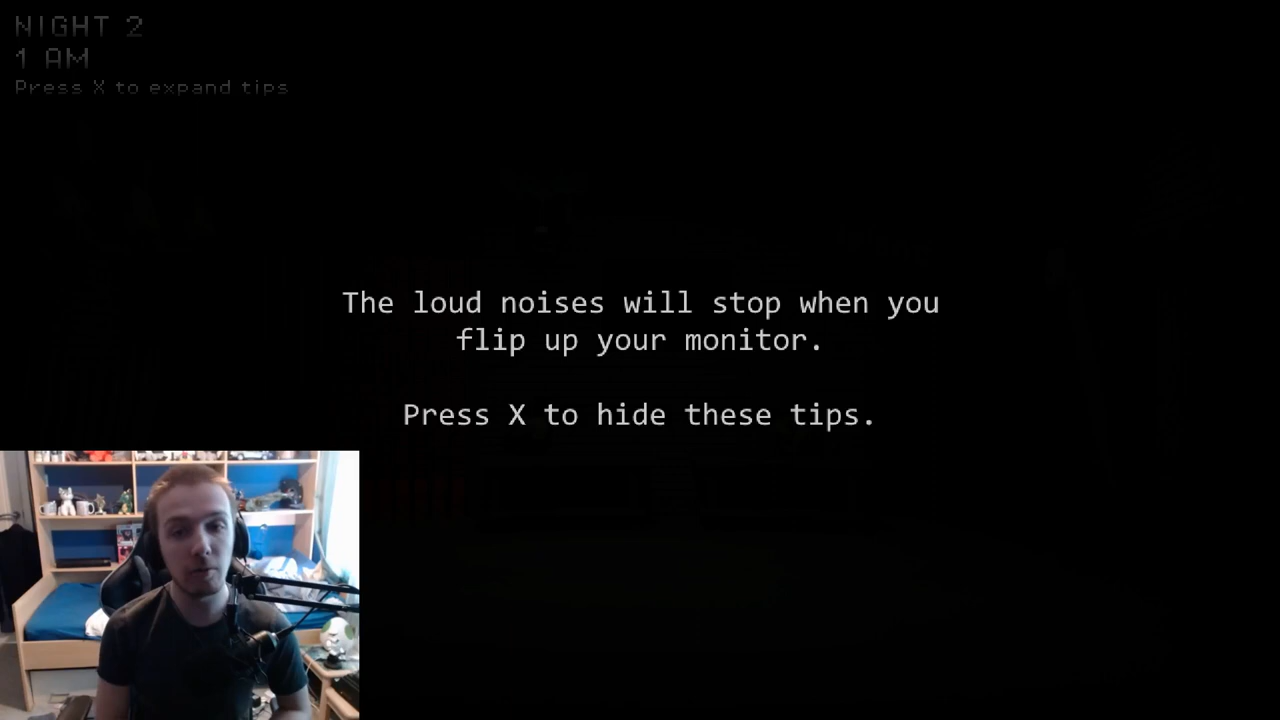 NIGHT 2
1 AM
Press X to expand tips
The loud noises will stop when you
flip up your monitor.
Press X to hide these tips.